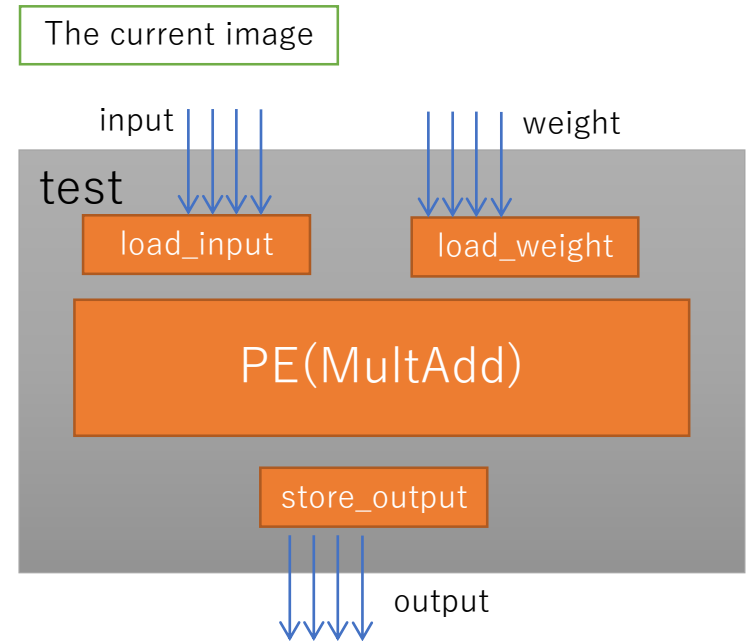 The current image
input
weight
test
load_input
load_weight
PE(MultAdd)
store_output
output